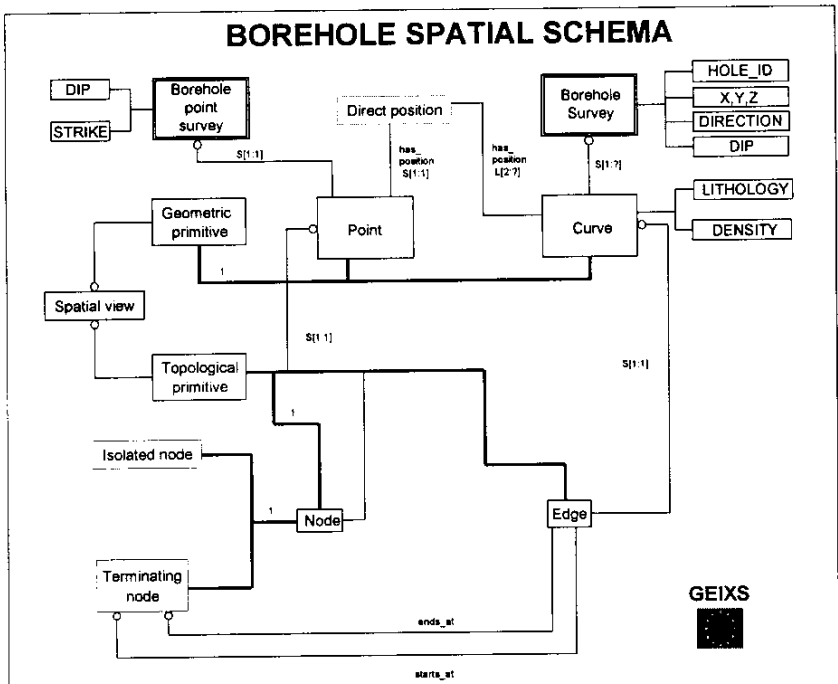 BOREHOLE SPATIAL SCHEMA
DIP
STRIKE
Borehole
point
survey
Direct position
Borehole
Survey
HOLE_ID
X,Y,Z
DIRECTION
DIP
S[1:1]
has_
position
S[1:1]
has_
position
L[2:?]
S[1:?]
LITHOLOGY
DENSITY
Geometric
primitive
Point
Curve
1
Spatial view
S[1:1]
S[1:1]
Topological
primitive
1
Isolated node
1
Node
Edge
Terminating
node
ends_at
starts_at
GEIXS